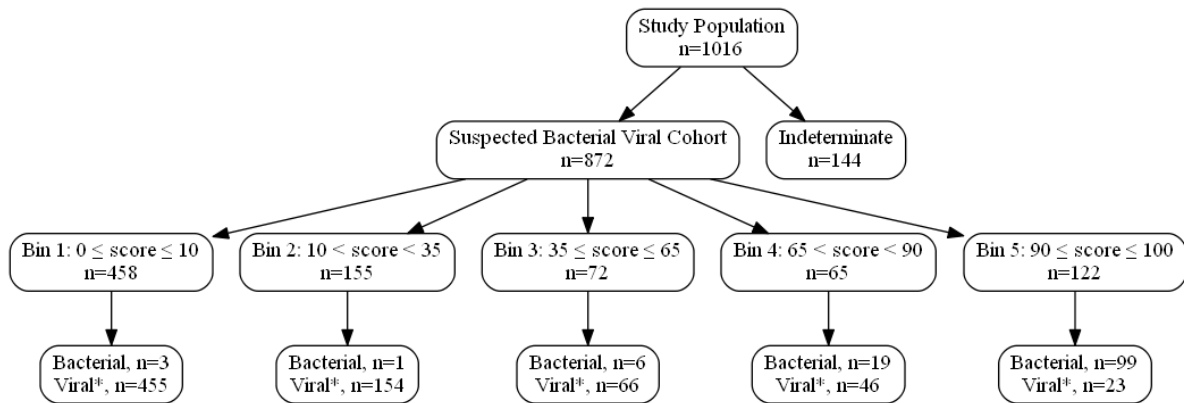 Study Population
n=1016
Suspected Bacterial Viral Cohort
n=872
Indeterminate
n=144
Bin 1: 0 ≤ score ≤ 10
n=458
Bin 2: 10 < score < 35
n=155
Bin 3: 35 ≤ score ≤ 65
n=72
Bin 4: 65 < score < 90
n=65
Bin 5: 90 ≤ score ≤ 100
n=122
Bacterial, n=3
Viral*, n=455
Bacterial, n=1
Viral*, n=154
Bacterial, n=6
Viral*, n=66
Bacterial, n=19
Viral*, n=46
Bacterial, n=99
Viral*, n=23